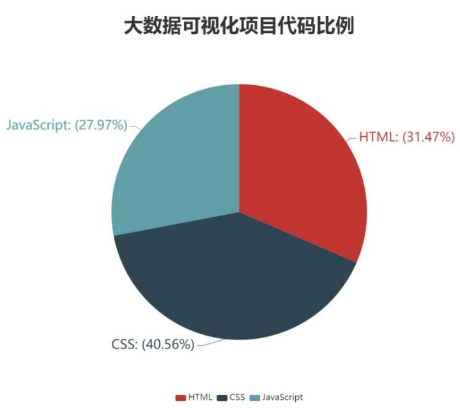 大数据可视化项目代码比例
JavaScript: (27.97%)
HTML: (31.47%)
CSS: (40.56%)
HTML CSS JavaScript